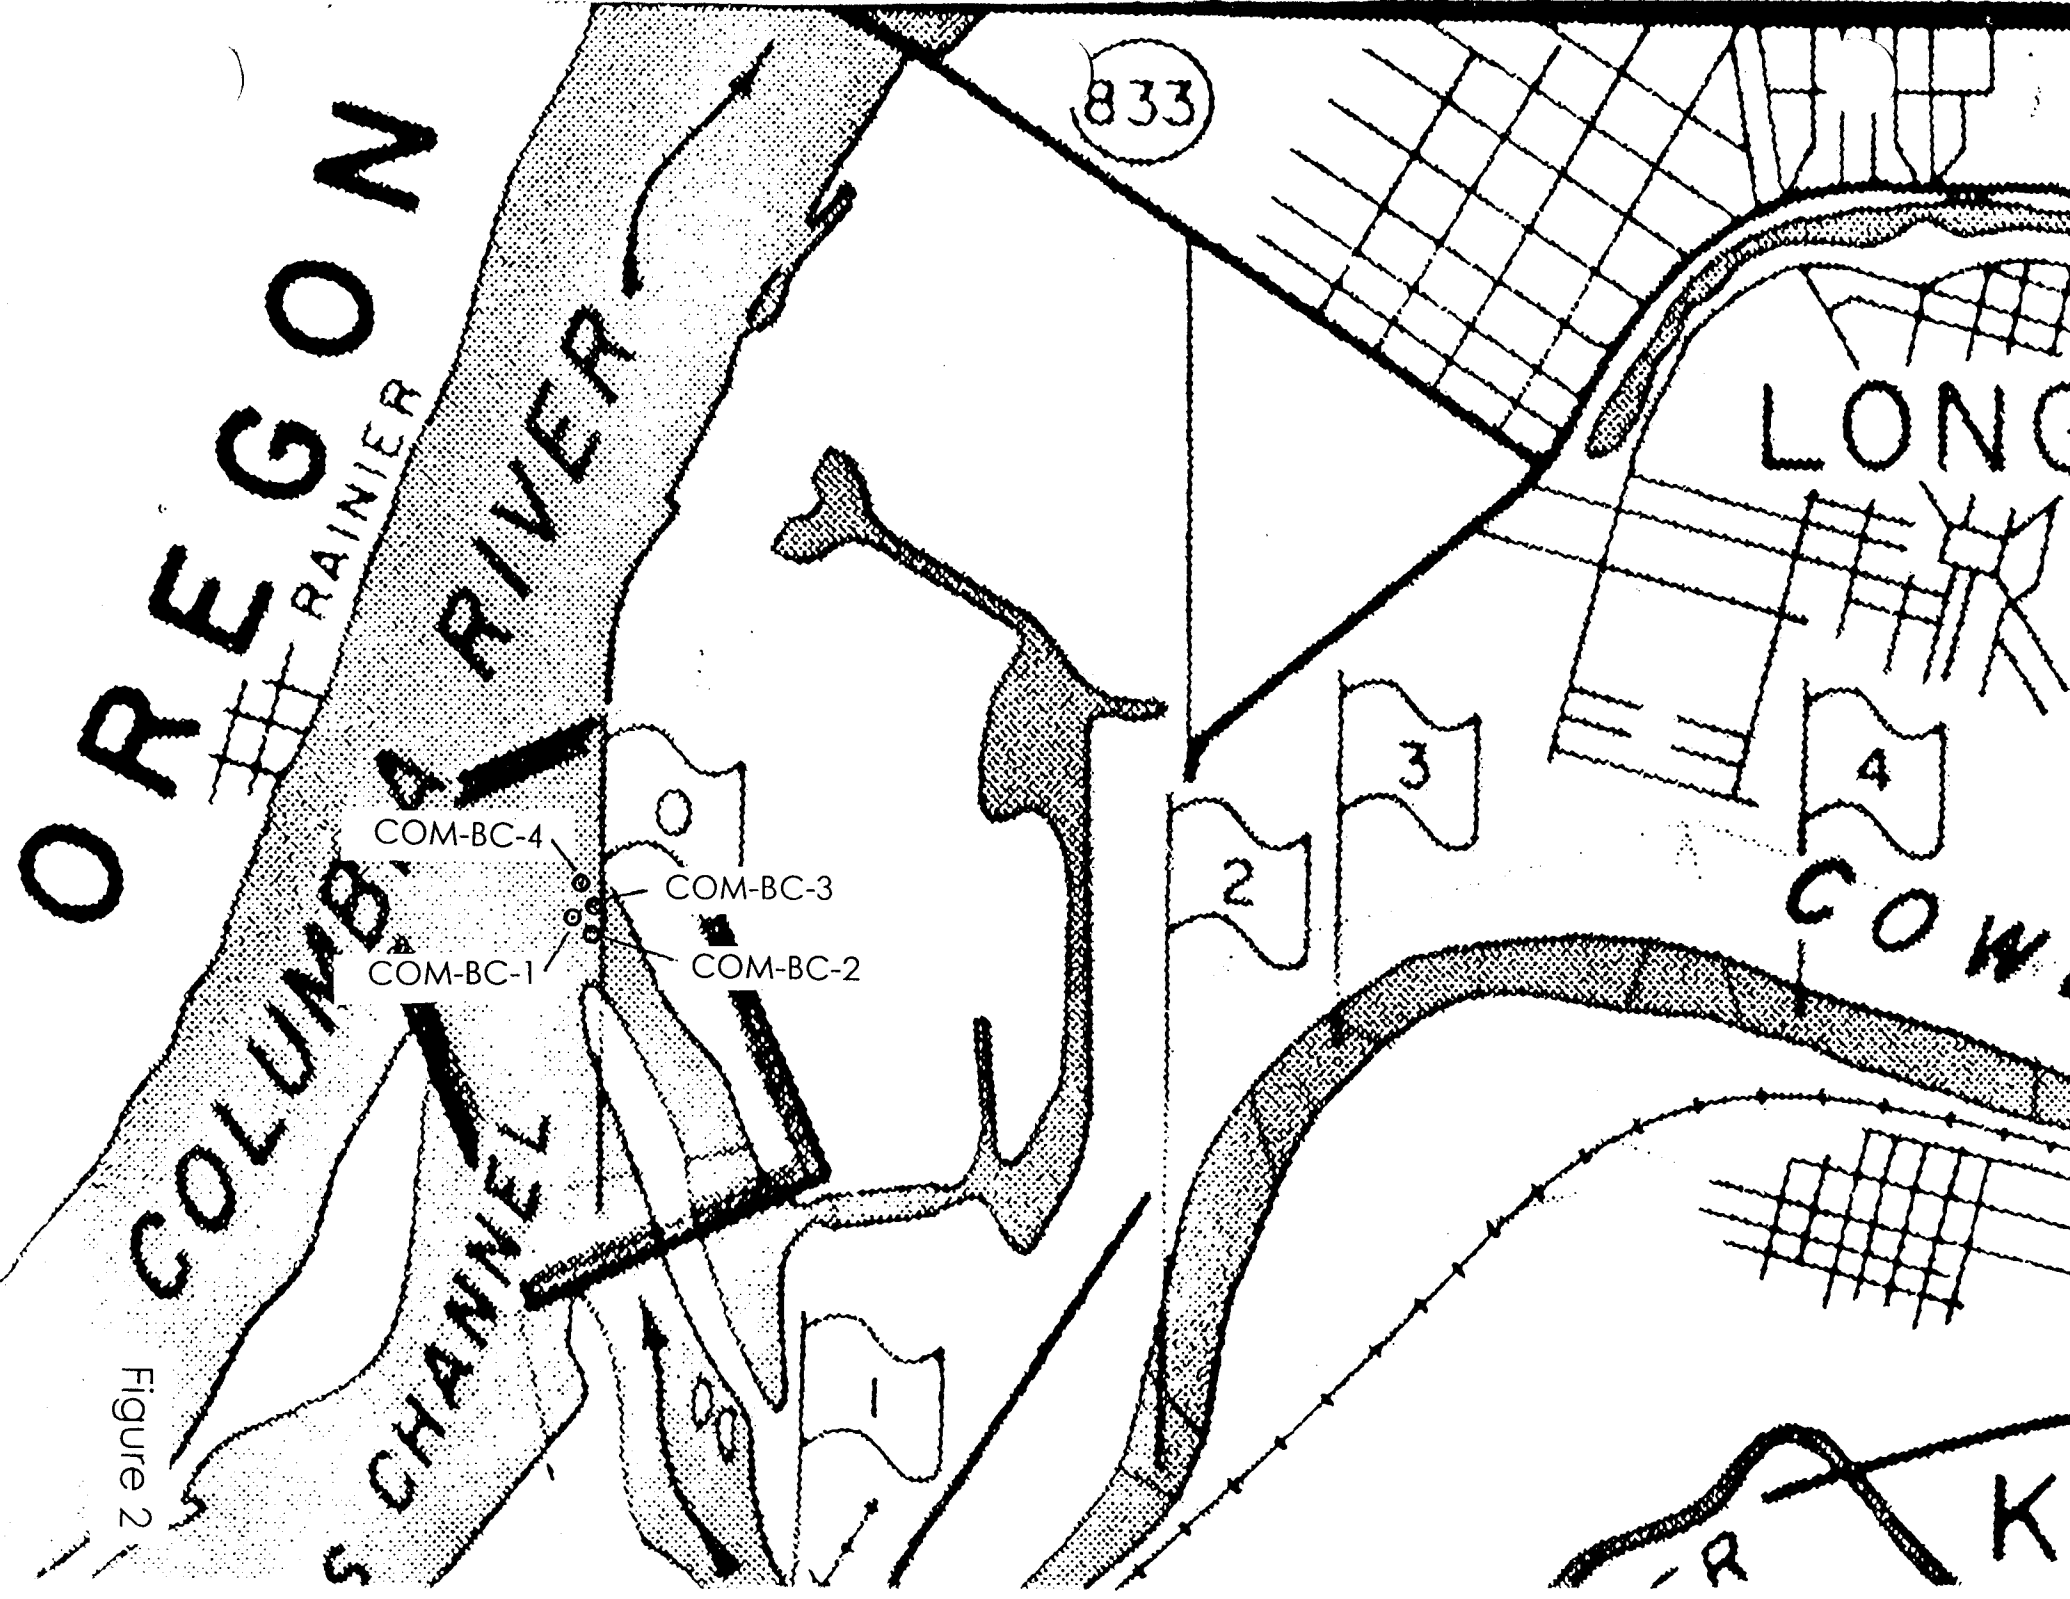 833
OREGON
RAINIER
COLUMBIA RIVER
LONG
0
3
4
2
COM-BC-4
COM-BC-3
COM-BC-1
COM-BC-2
COW
S CHANNEL
1
Figure 2
K
R